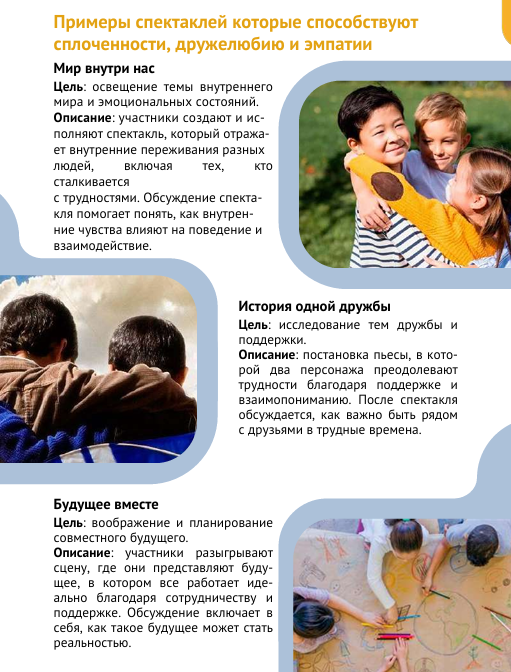 Примеры спектаклей которые способствуют
сплоченности, дружелюбию и эмпатии
Мир внутри нас
Цель: освещение темы внутреннего
мира и эмоциональных состояний.
Описание: участники создают и ис-
полняют спектакль, который отража-
ет внутренние переживания разных
людей, включая тех, кто
сталкивается
с трудностями. Обсуждение спекта-
кля помогает понять, как внутрен-
ние чувства влияют на поведение и
взаимодействие.
История одной дружбы
Цель: исследование тем дружбы и
поддержки.
Описание: постановка пьесы, в кото-
рой два персонажа преодолевают
трудности благодаря поддержке и
взаимопониманию. После спектакля
обсуждается, как важно быть рядом
с друзьями в трудные времена.
Будущее вместе
Цель: воображение и планирование
совместного будущего.
Описание: участники разыгрывают
сцену, где они представляют буду-
щее, в котором все работает иде-
ально благодаря сотрудничеству и
поддержке. Обсуждение включает в
себя, как такое будущее может стать
реальностью.